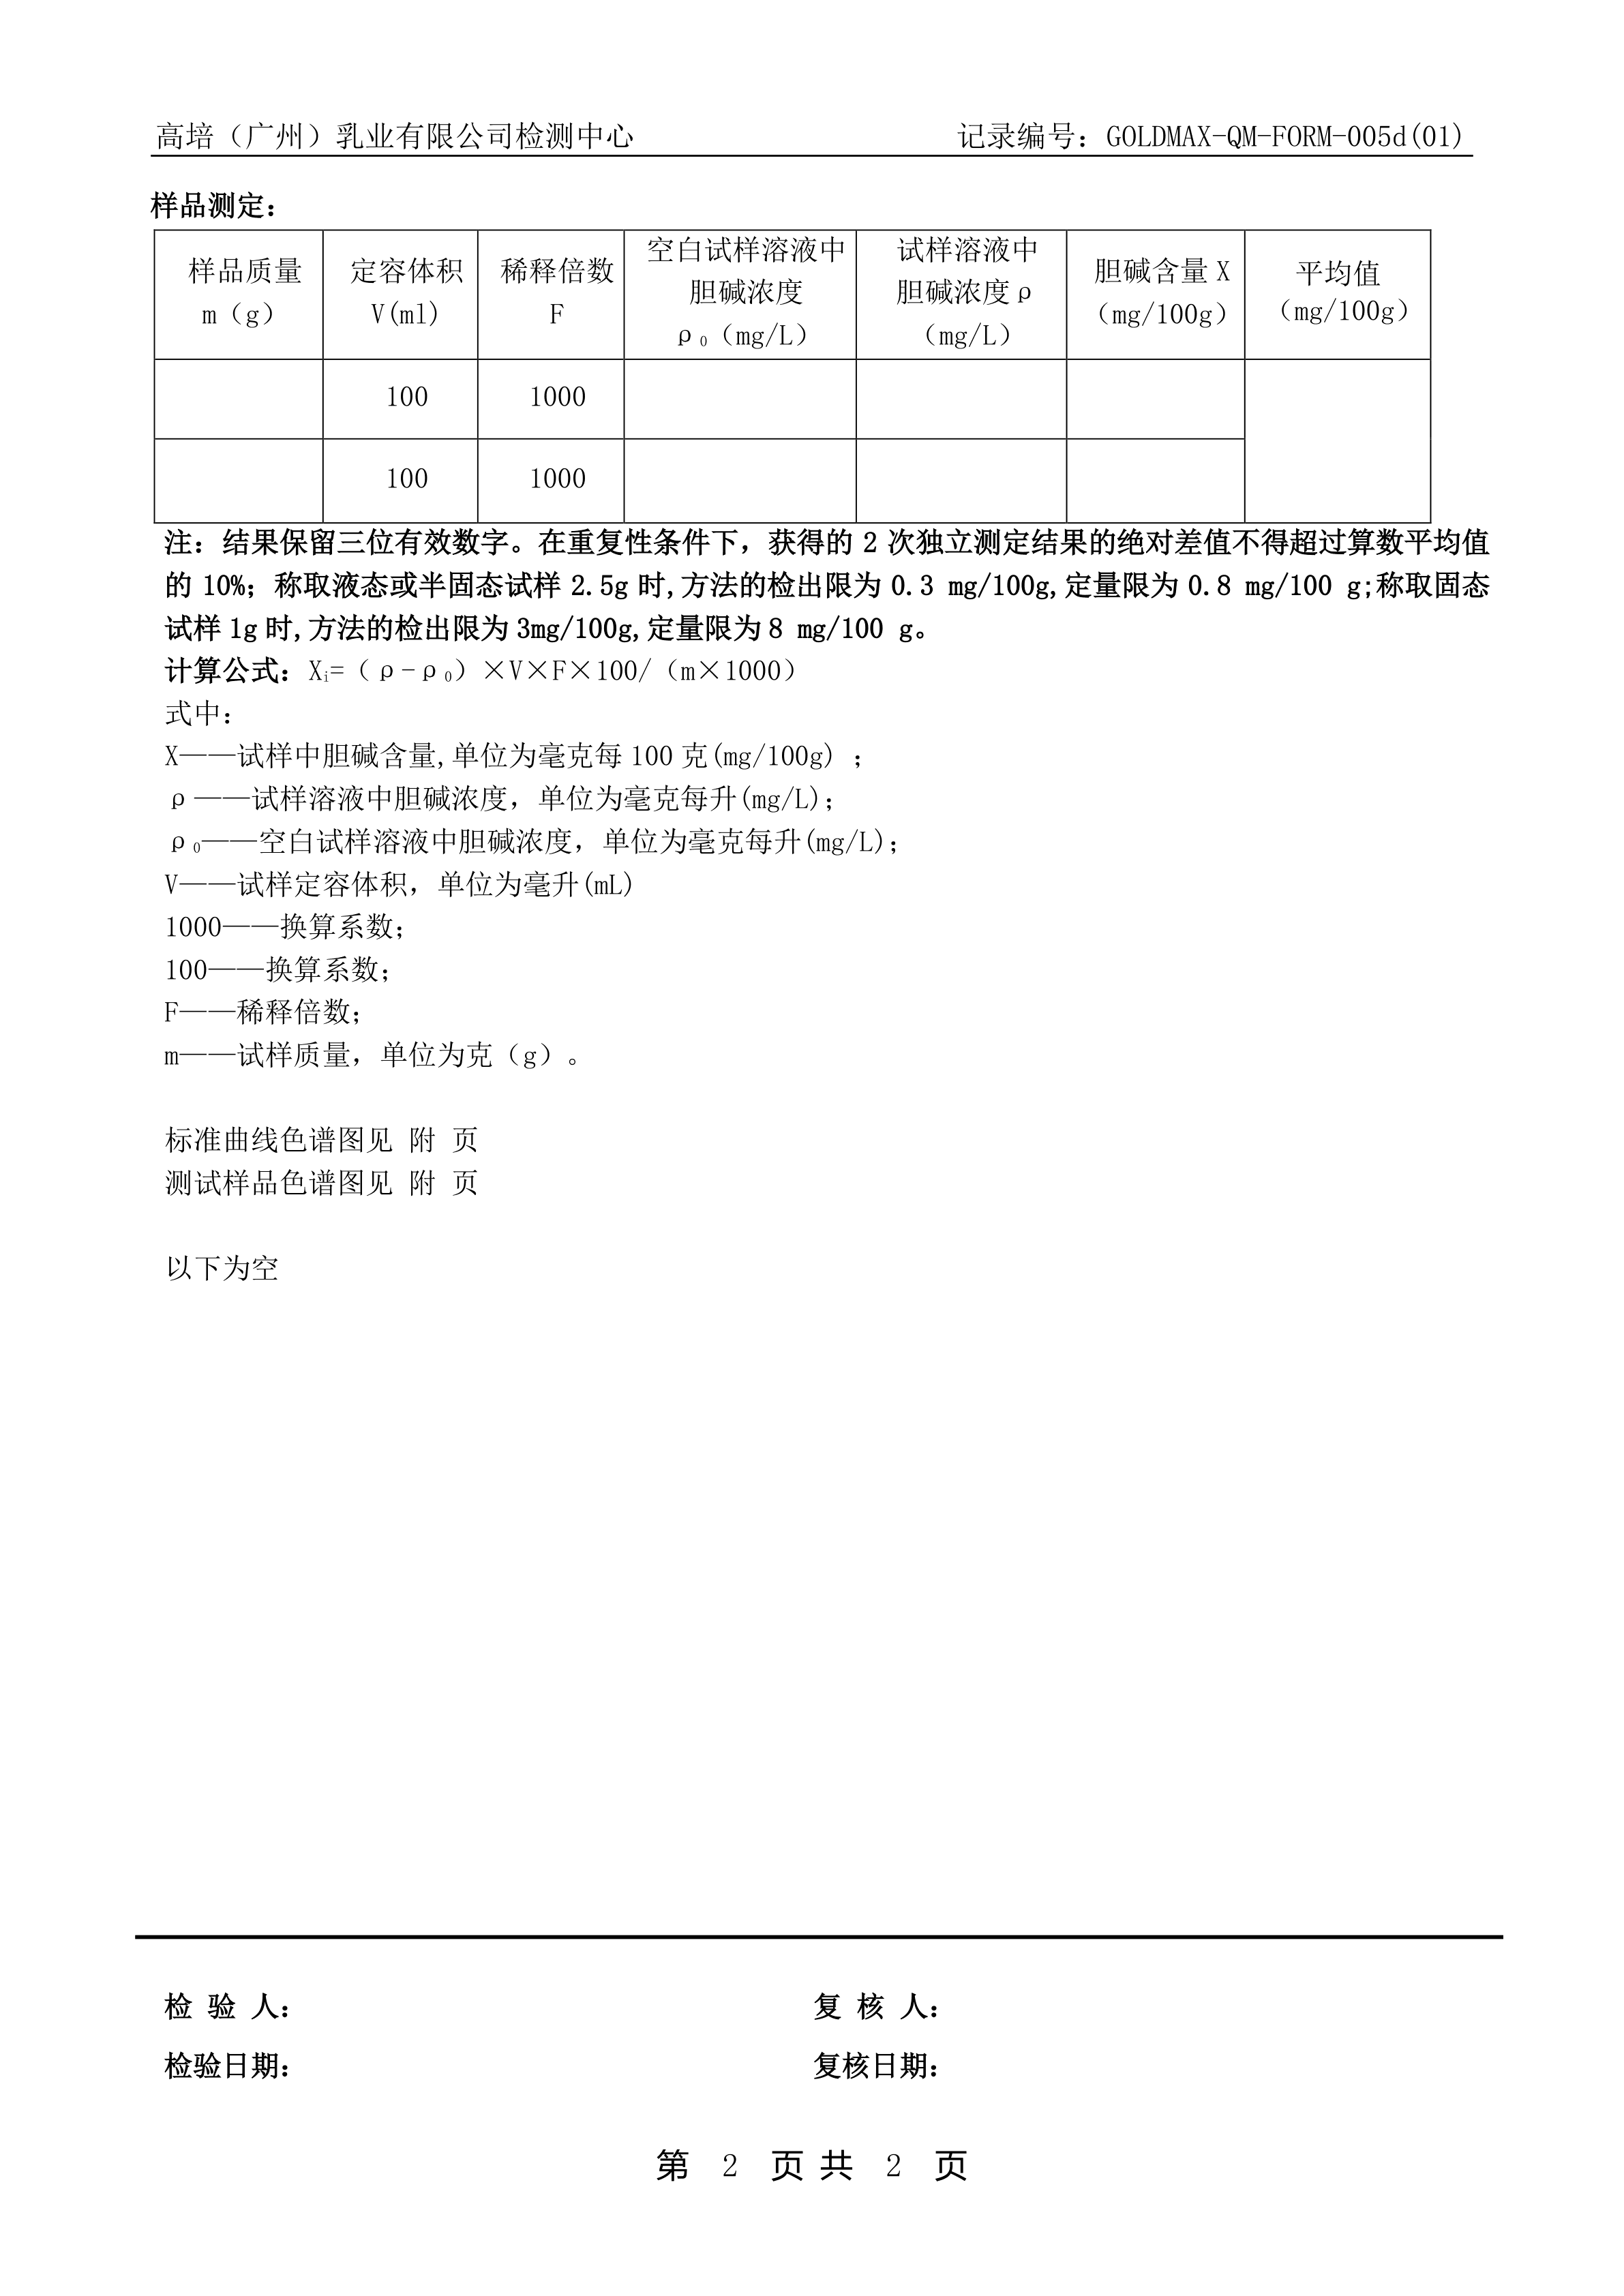 高培（广州）乳业有限公司检测中心 记录编号：GOLDMAX-QM-FORM-005d(01)
样品测定：
样品质量 m（g） 定容体积 V(ml) 稀释倍数 F 空白试样溶液中胆碱浓度 ρ₀（mg/L） 试样溶液中胆碱浓度ρ（mg/L） 胆碱含量 X（mg/100g） 平均值（mg/100g）
100 1000
100 1000
注：结果保留三位有效数字。在重复性条件下，获得的 2 次独立测定结果的绝对差值不得超过算数平均值
的 10%；称取液态或半固态试样 2.5g 时,方法的检出限为 0.3 mg/100g,定量限为 0.8 mg/100 g;称取固态
试样 1g 时,方法的检出限为 3mg/100g,定量限为 8 mg/100 g。
计算公式：Xᵢ=（ρ-ρ₀）×V×F×100/（m×1000）
式中：
X——试样中胆碱含量,单位为毫克每 100 克(mg/100g) ；
ρ——试样溶液中胆碱浓度，单位为毫克每升(mg/L)；
ρ₀——空白试样溶液中胆碱浓度，单位为毫克每升(mg/L)；
V——试样定容体积，单位为毫升(mL)
1000——换算系数；
100——换算系数；
F——稀释倍数；
m——试样质量，单位为克（g）。
标准曲线色谱图见 附 页
测试样品色谱图见 附 页
以下为空
检 验 人： 复 核 人：
检验日期： 复核日期：
第 2 页 共 2 页